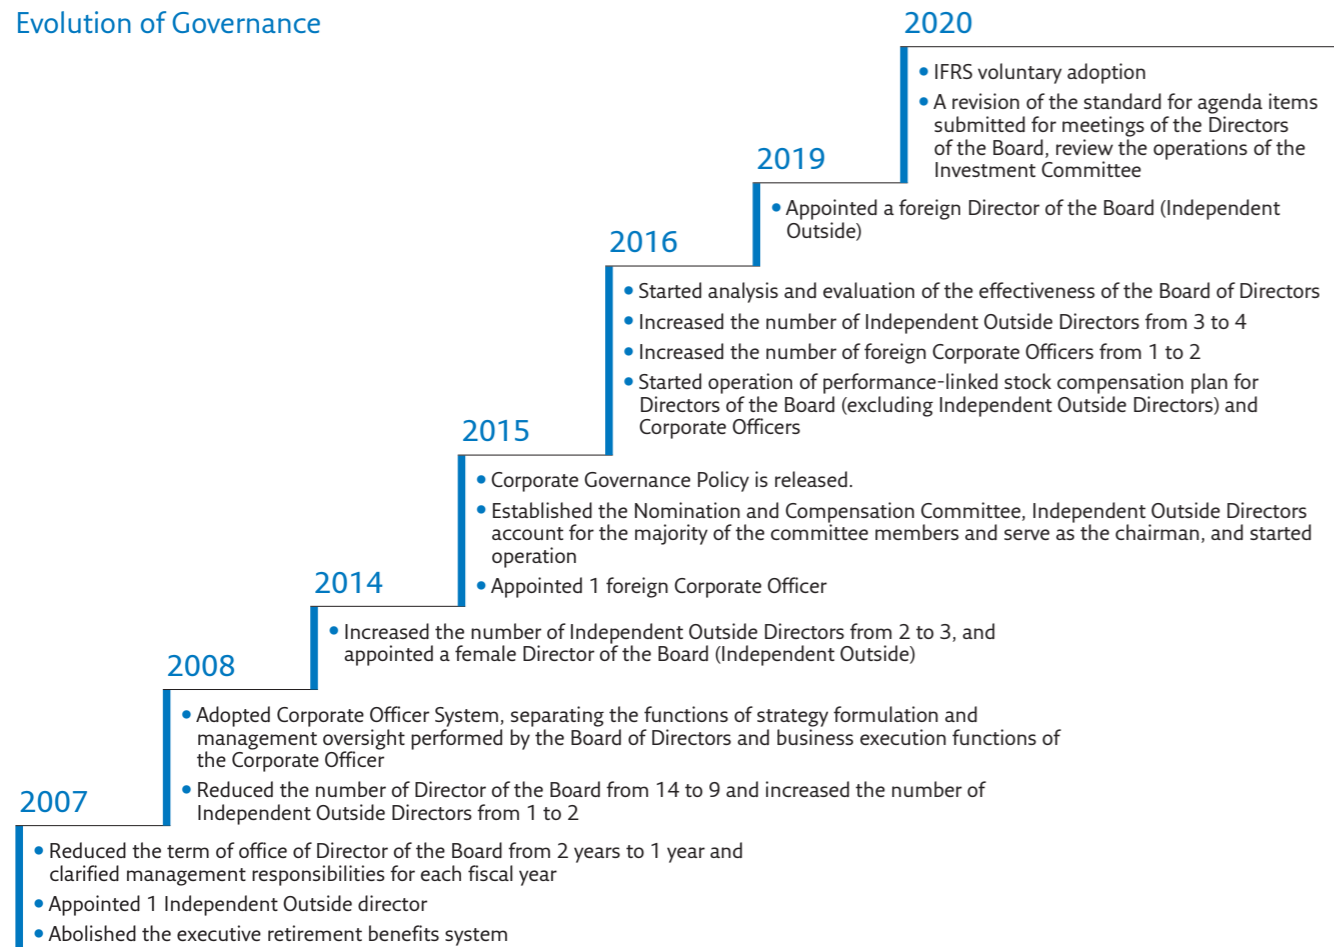 Evolution of Governance
2020
• IFRS voluntary adoption
• A revision of the standard for agenda items
submitted for meetings of the Directors
of the Board, review the operations of the
Investment Committee
2019
• Appointed a foreign Director of the Board (Independent
Outside)
2016
• Started analysis and evaluation of the effectiveness of the Board of Directors
• Increased the number of Independent Outside Directors from 3 to 4
• Increased the number of foreign Corporate Officers from 1 to 2
• Started operation of performance-linked stock compensation plan for
Directors of the Board (excluding Independent Outside Directors) and
Corporate Officers
2015
• Corporate Governance Policy is released.
• Established the Nomination and Compensation Committee, Independent Outside Directors
account for the majority of the committee members and serve as the chairman, and started
operation
• Appointed 1 foreign Corporate Officer
2014
• Increased the number of Independent Outside Directors from 2 to 3, and
appointed a female Director of the Board (Independent Outside)
2008
• Adopted Corporate Officer System, separating the functions of strategy formulation and
management oversight performed by the Board of Directors and business execution functions of
the Corporate Officer
• Reduced the number of Director of the Board from 14 to 9 and increased the number of
Independent Outside Directors from 1 to 2
2007
• Reduced the term of office of Director of the Board from 2 years to 1 year and
clarified management responsibilities for each fiscal year
• Appointed 1 Independent Outside director
• Abolished the executive retirement benefits system